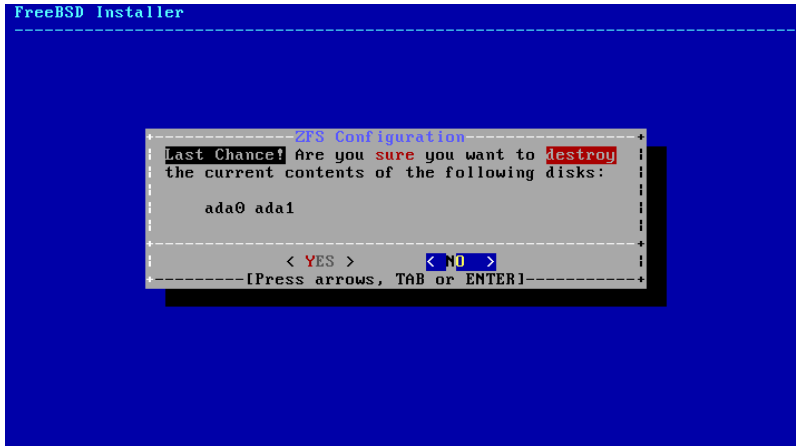 FreeBSD Installer
ZFS Configuration
Last Chance! Are you sure you want to destroy
the current contents of the following disks:
ada0 ada1
< YES > < NO >
[Press arrows, TAB or ENTER]